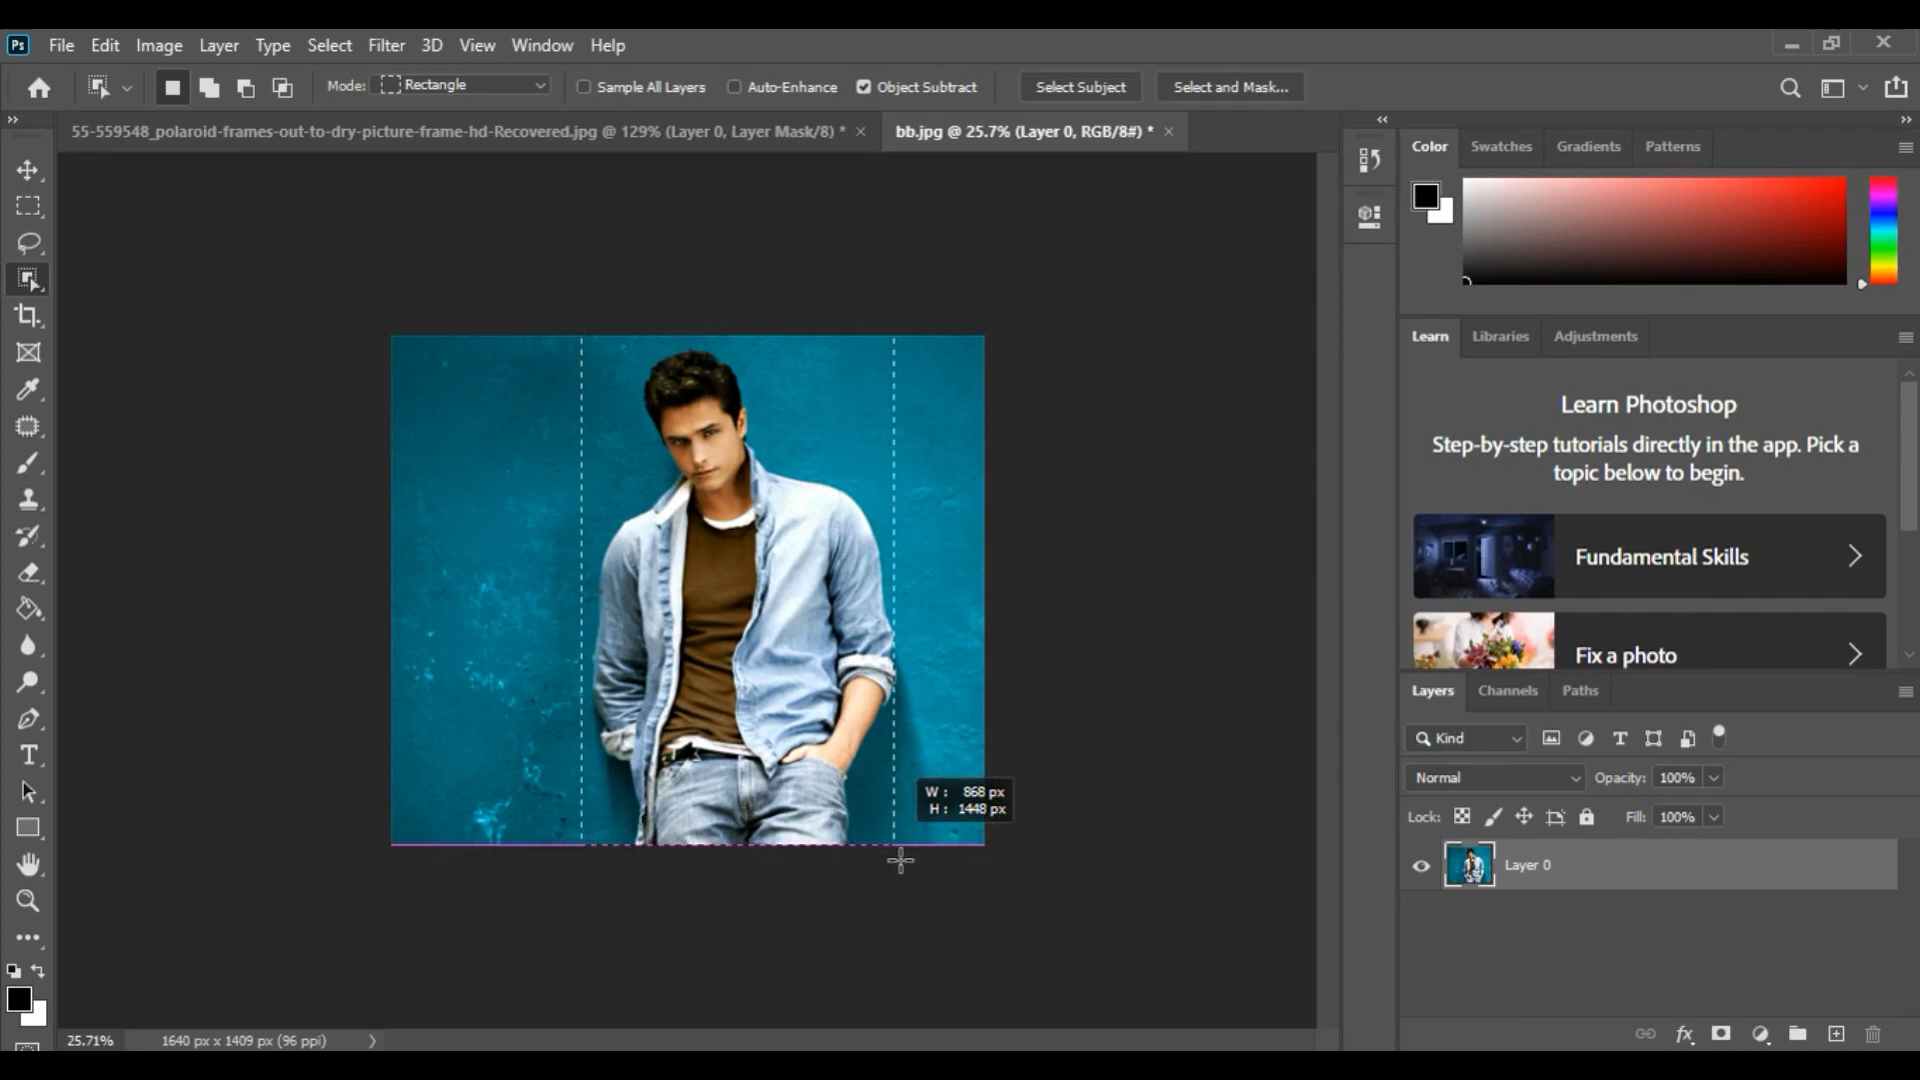 Ps File Edit Image Layer Type Select Filter 3D View Window Help
Mode: Rectangle Sample All Layers Auto-Enhance Object Subtract Select Subject Select and Mask...
55-559548_polaroid-frames-out-to-dry-picture-frame-hd-Recovered.jpg @ 129% (Layer 0, Layer Mask/8) * × bb.jpg @ 25.7% (Layer 0, RGB/8#) * ×
Color Swatches Gradients Patterns
Learn Libraries Adjustments
Learn Photoshop
Step-by-step tutorials directly in the app. Pick a
topic below to begin.
Fundamental Skills
Fix a photo
Layers Channels Paths
Kind
Normal Opacity: 100%
W : 868 px
H : 1448 px
Lock: Fill: 100%
Layer 0
25.71% 1640 px x 1409 px (96 ppi)
fx